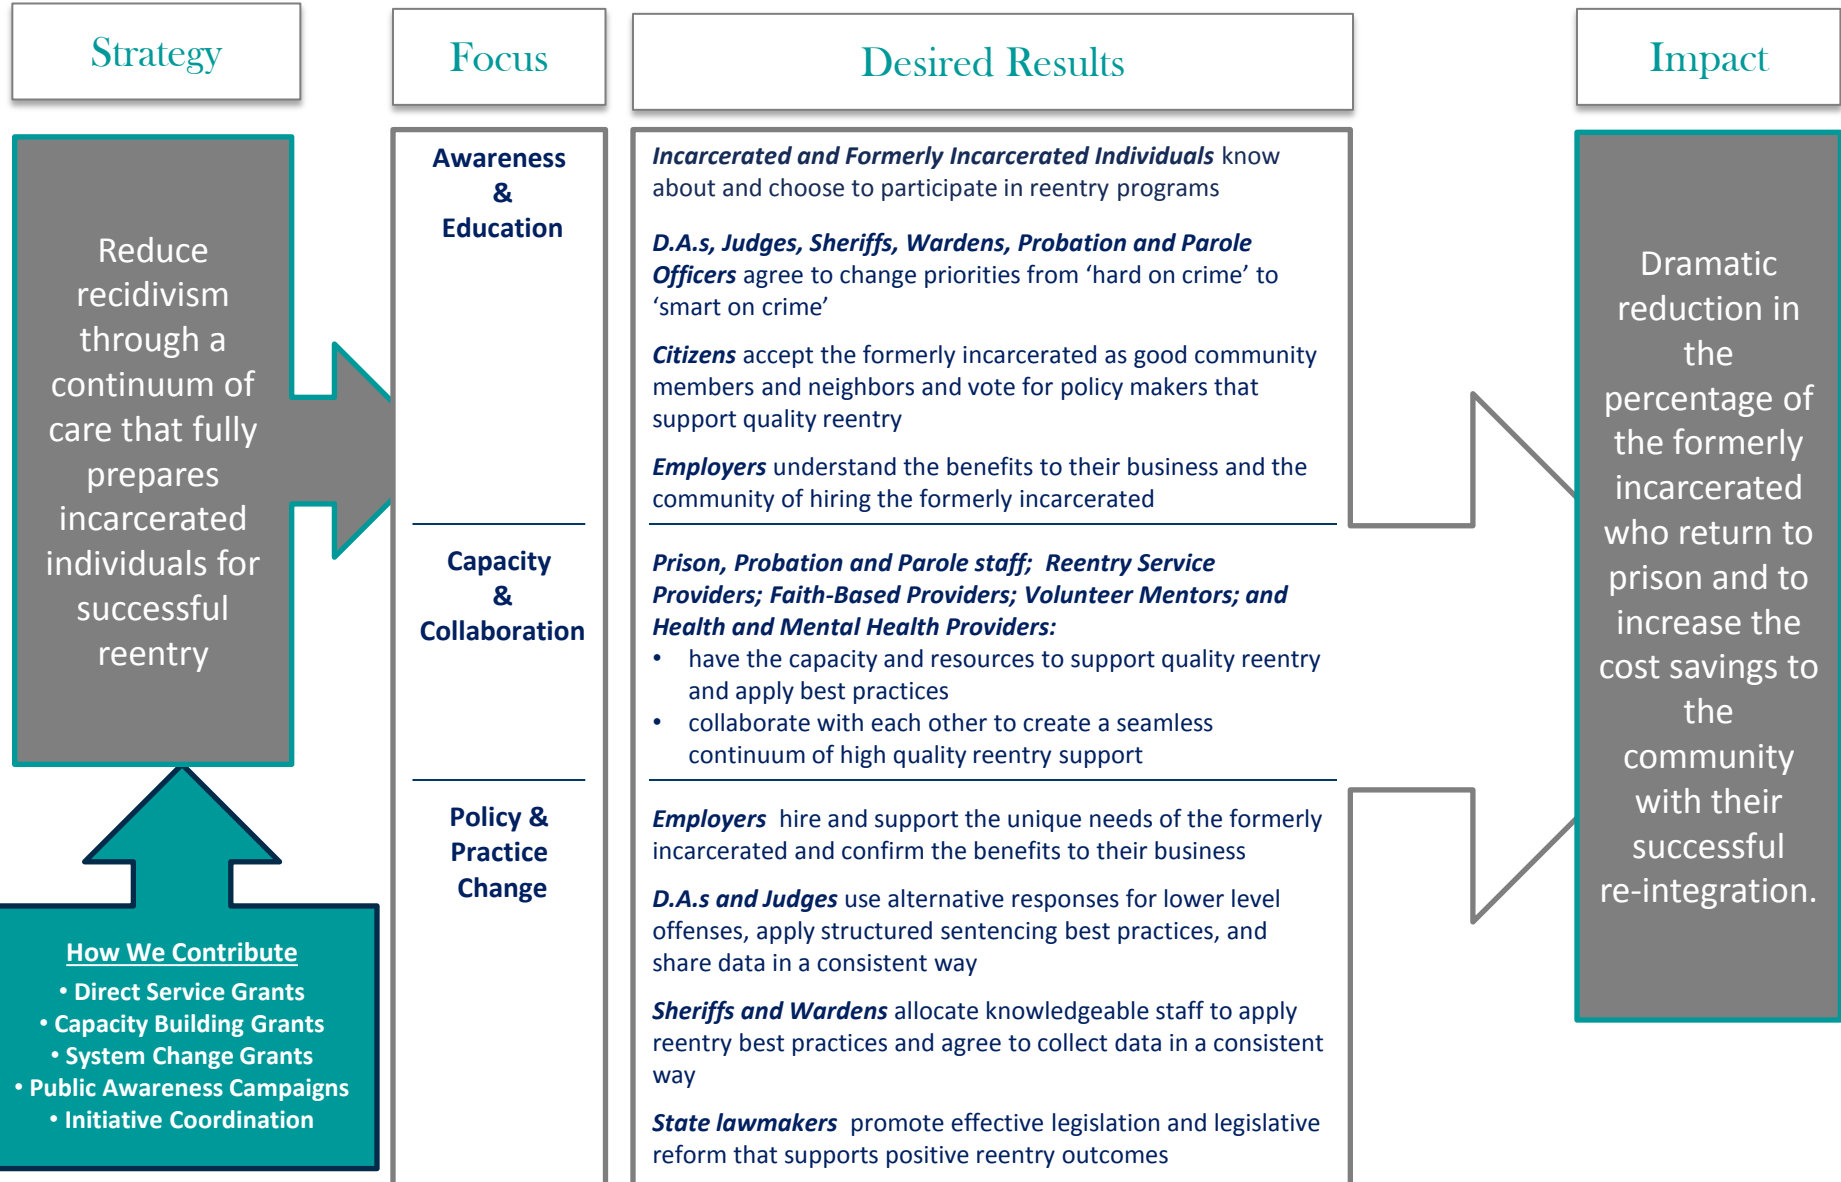 Strategy
Reduce
recidivism
through a
continuum of
care that fully
prepares
incarcerated
individuals for
successful
reentry
How We Contribute
• Direct Service Grants
• Capacity Building Grants
• System Change Grants
• Public Awareness Campaigns
• Initiative Coordination
Focus
Awareness
&
Education
Capacity
&
Collaboration
Policy &
Practice
Change
Desired Results
Incarcerated and Formerly Incarcerated Individuals know
about and choose to participate in reentry programs
D.A.s, Judges, Sheriffs, Wardens, Probation and Parole
Officers agree to change priorities from ‘hard on crime’ to
‘smart on crime’
Citizens accept the formerly incarcerated as good community
members and neighbors and vote for policy makers that
support quality reentry
Employers understand the benefits to their business and the
community of hiring the formerly incarcerated
Prison, Probation and Parole staff; Reentry Service
Providers; Faith-Based Providers; Volunteer Mentors; and
Health and Mental Health Providers:
• have the capacity and resources to support quality reentry
and apply best practices
• collaborate with each other to create a seamless
continuum of high quality reentry support
Employers hire and support the unique needs of the formerly
incarcerated and confirm the benefits to their business
D.A.s and Judges use alternative responses for lower level
offenses, apply structured sentencing best practices, and
share data in a consistent way
Sheriffs and Wardens allocate knowledgeable staff to apply
reentry best practices and agree to collect data in a consistent
way
State lawmakers promote effective legislation and legislative
reform that supports positive reentry outcomes
Impact
Dramatic
reduction in
the
percentage of
the formerly
incarcerated
who return to
prison and to
increase the
cost savings to
the
community
with their
successful
re-integration.